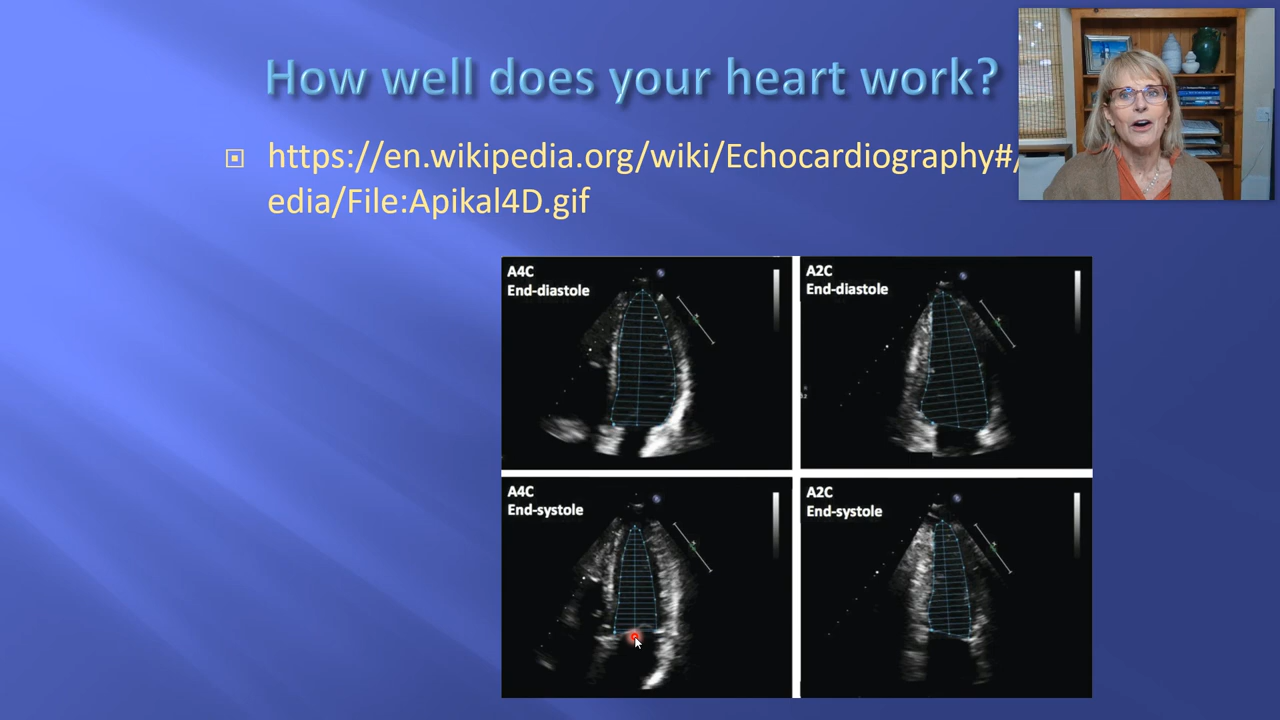 How well does your heart work?
https://en.wikipedia.org/wiki/Echocardiography#/
edia/File:Apikal4D.gif
A4C
End-diastole
A2C
End-diastole
A4C
End-systole
A2C
End-systole